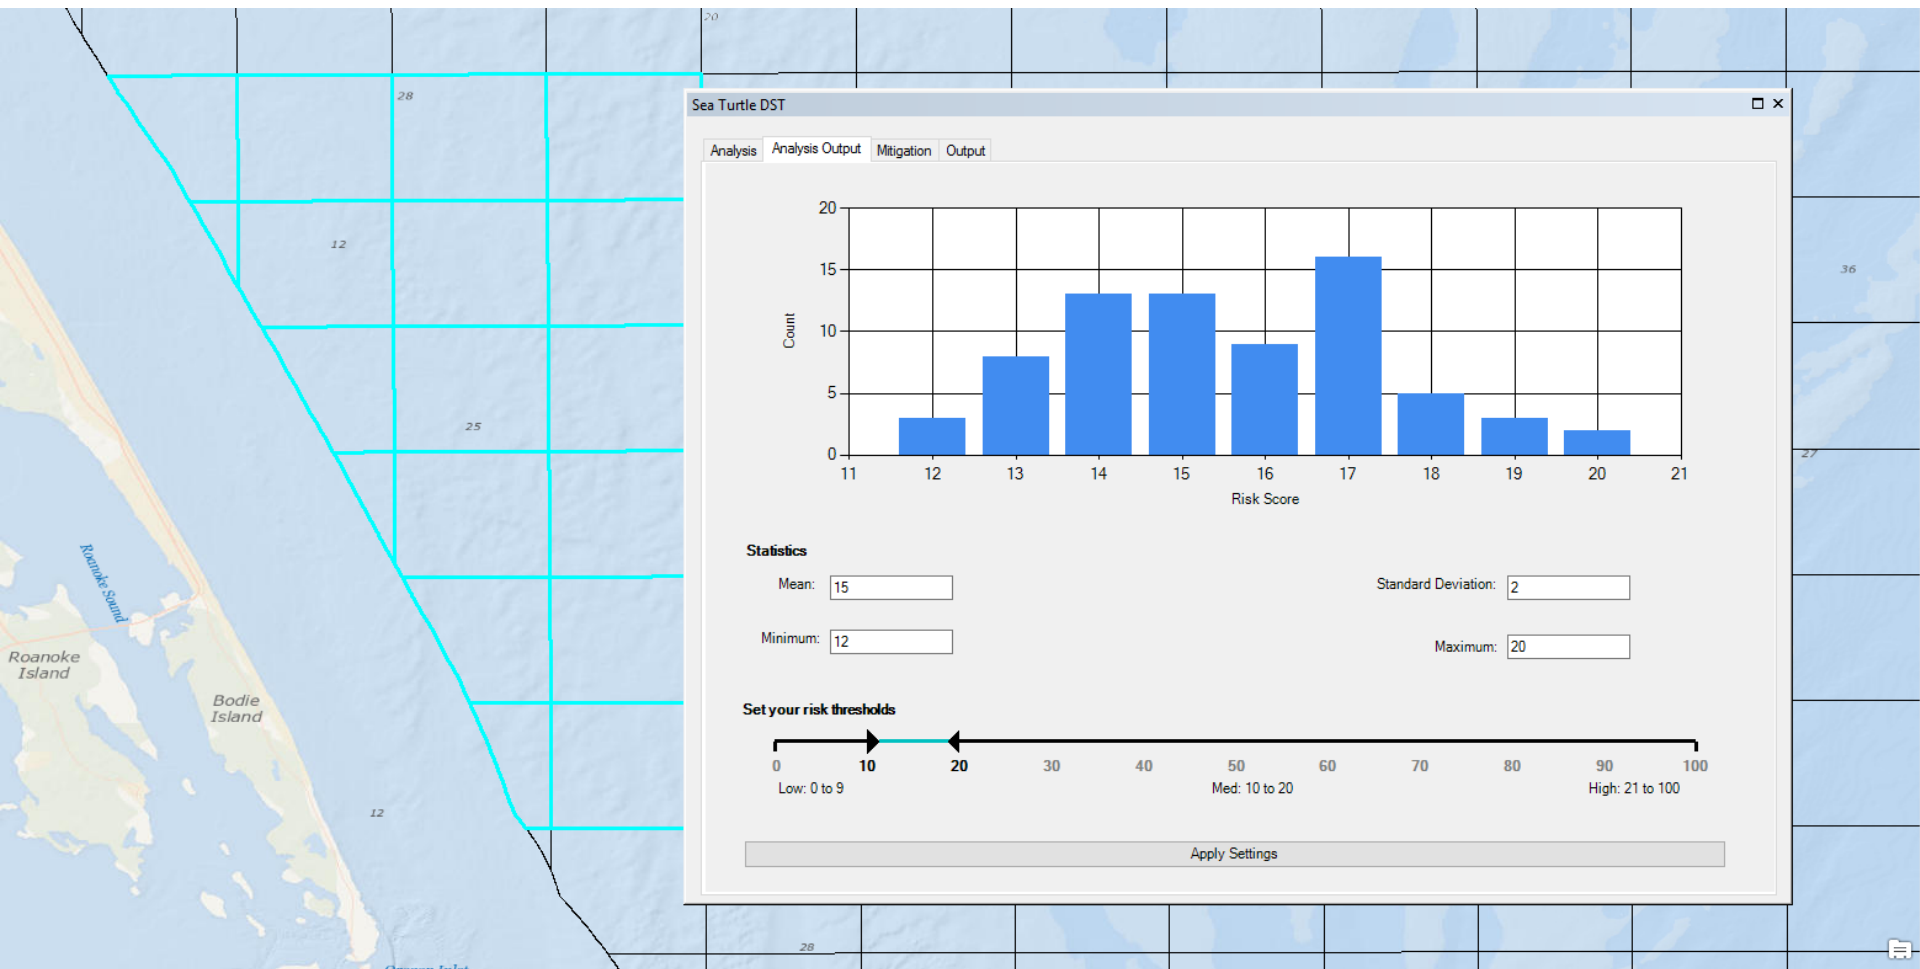 20
28
Sea Turtle DST
Analysis
Analysis Output
Mitigation
Output
20
15
10
5
0
Count
11 12 13 14 15 16 17 18 19 20 21
Risk Score
12
36
25
27
Statistics
Mean: 15
Standard Deviation: 2
Minimum: 12
Maximum: 20
Roanoke Sound
Roanoke
Island
Bodie
Island
Set your risk thresholds
0 10 20 30 40 50 60 70 80 90 100
Low: 0 to 9
Med: 10 to 20
High: 21 to 100
12
Apply Settings
28